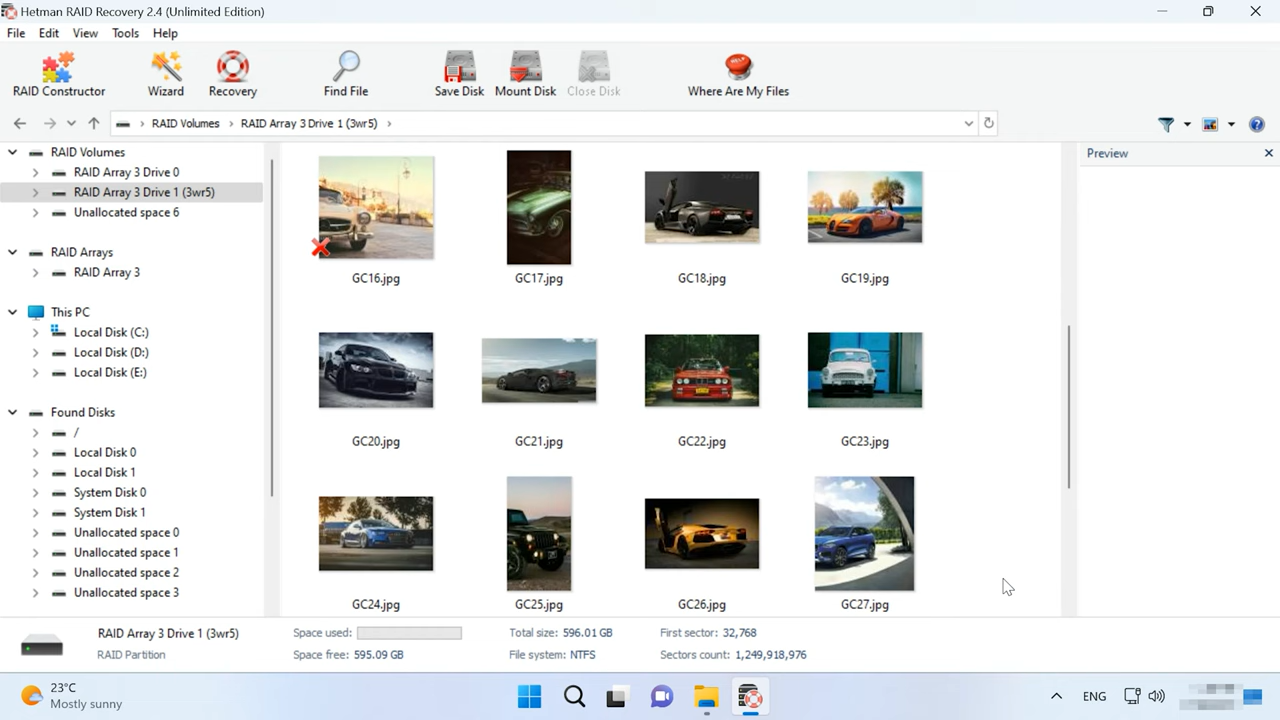 Hetman RAID Recovery 2.4 (Unlimited Edition)
File Edit View Tools Help
RAID Constructor Wizard Recovery Find File Save Disk Mount Disk Close Disk Where Are My Files
RAID Volumes RAID Array 3 Drive 1 (3wr5)
RAID Volumes
RAID Array 3 Drive 0
RAID Array 3 Drive 1 (3wr5)
Unallocated space 6
RAID Arrays
RAID Array 3
This PC
Local Disk (C:)
Local Disk (D:)
Local Disk (E:)
Found Disks
/
Local Disk 0
Local Disk 1
System Disk 0
System Disk 1
Unallocated space 0
Unallocated space 1
Unallocated space 2
Unallocated space 3
GC16.jpg GC17.jpg GC18.jpg GC19.jpg
GC20.jpg GC21.jpg GC22.jpg GC23.jpg
GC24.jpg GC25.jpg GC26.jpg GC27.jpg
Preview
RAID Array 3 Drive 1 (3wr5)
RAID Partition
Space used:
Space free: 595.09 GB
Total size: 596.01 GB
File system: NTFS
First sector: 32,768
Sectors count: 1,249,918,976
23°C
Mostly sunny
ENG